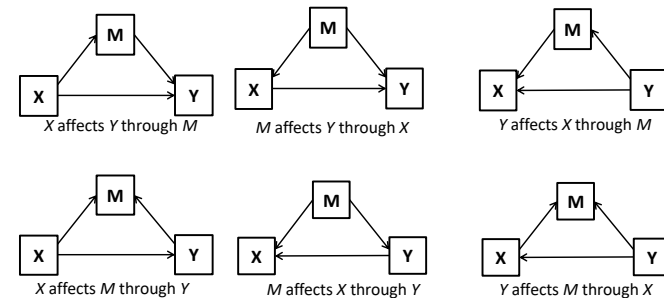 M
X
Y
X affects Y through M
M
X
Y
M affects Y through X
M
X
Y
Y affects X through M
M
X
Y
X affects M through Y
M
X
Y
M affects X through Y
M
X
Y
Y affects M through X